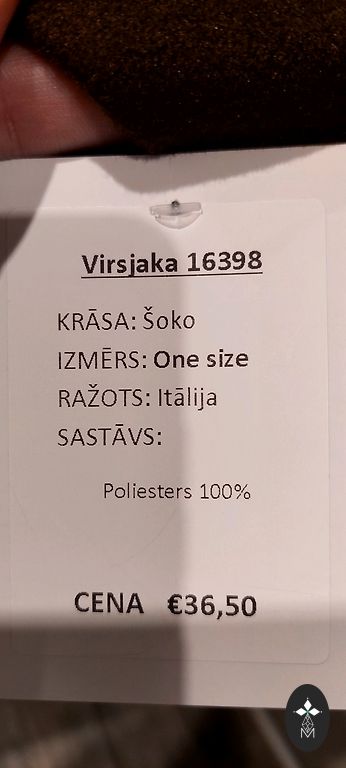 Virsjaka 16398
KRĀSA: Šoko
IZMĒRS: One size
RAŽOTS: Itālija
SASTĀVS:
Poliesters 100%
CENA €36,50
M